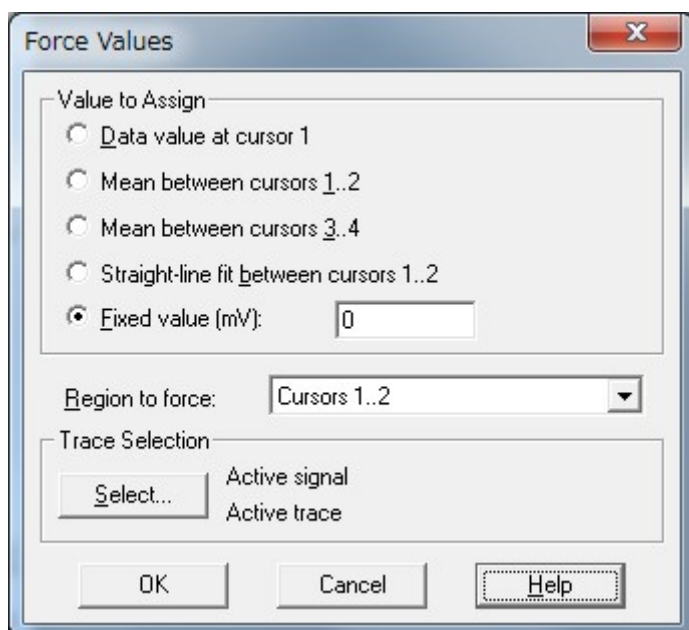 Force Values
Value to Assign
Data value at cursor 1
Mean between cursors 1..2
Mean between cursors 3..4
Straight-line fit between cursors 1..2
Fixed value (mV): 0
Region to force: Cursors 1..2
Trace Selection
Select... Active signal
Active trace
OK Cancel Help